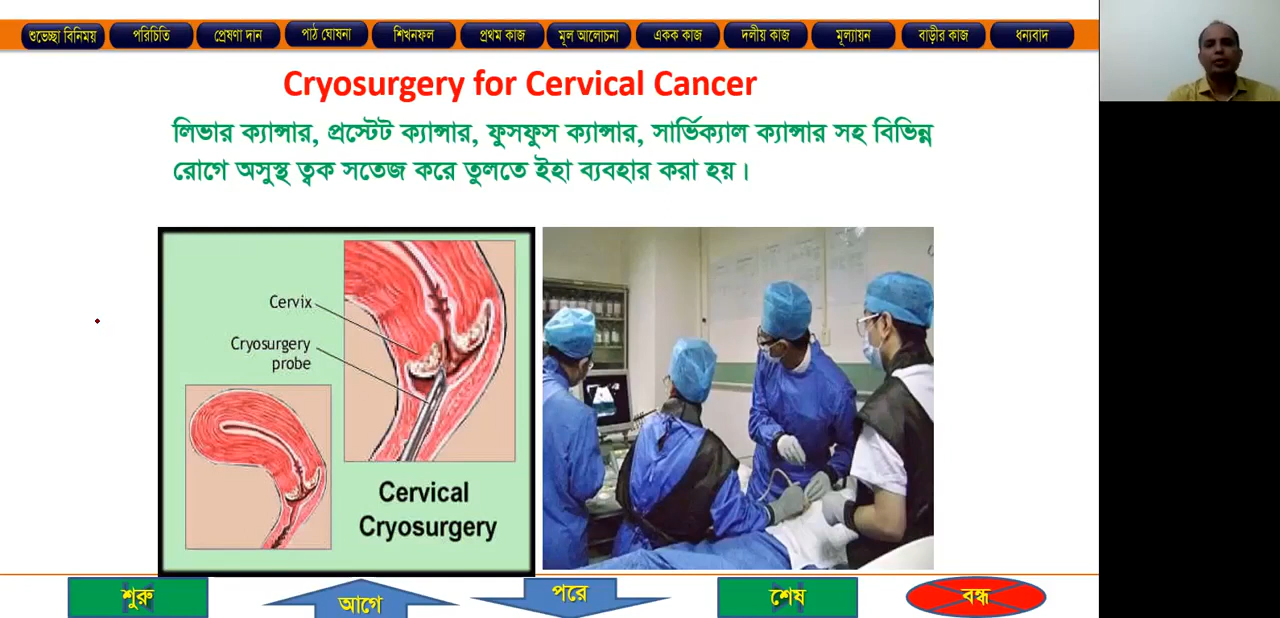 শুভেচ্ছা বিনিময়
পরিচিতি
প্রেষণা দান
পাঠ ঘোষনা
শিখনফল
প্রথম কাজ
মূল আলোচনা
একক কাজ
দলীয় কাজ
মূল্যায়ন
বাড়ীর কাজ
ধন্যবাদ
Cryosurgery for Cervical Cancer
লিভার ক্যান্সার, প্রস্টেট ক্যান্সার, ফুসফুস ক্যান্সার, সার্ভিক্যাল ক্যান্সার সহ বিভিন্ন
রোগে অসুস্থ ত্বক সতেজ করে তুলতে ইহা ব্যবহার করা হয়।
Cervix
Cryosurgery
probe
Cervical
Cryosurgery
শুরু
আগে
পরে
শেষ
বন্ধ